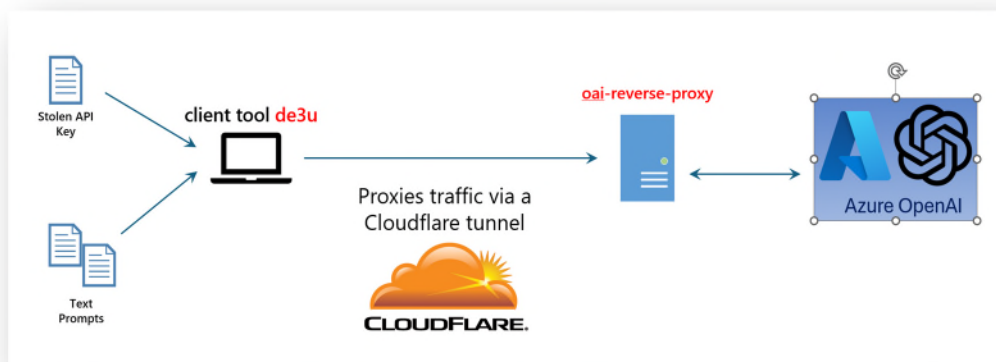 Stolen API
Key
client tool de3u
oai-reverse-proxy
Azure OpenAI
Proxies traffic via a
Cloudflare tunnel
CLOUDFLARE.
Text
Prompts